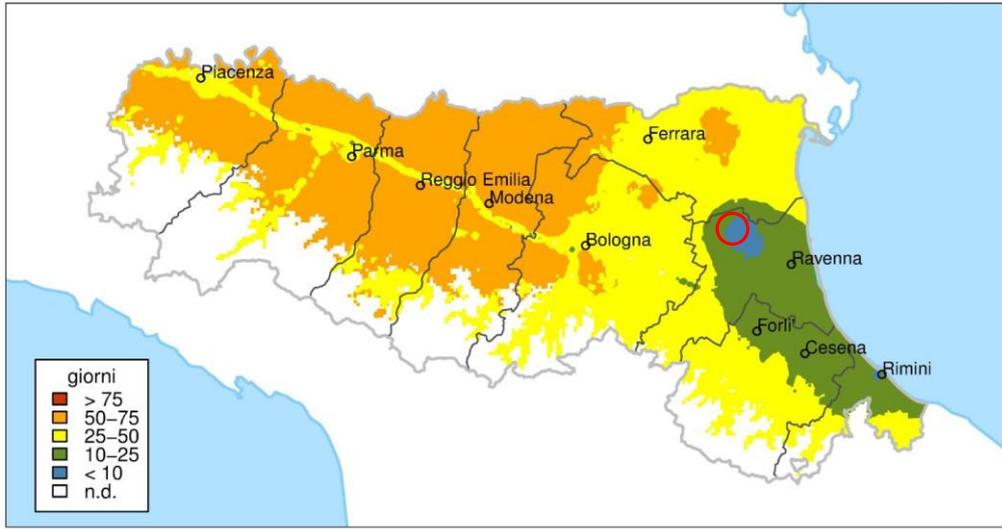 Piacenza
Ferrara
Parma
Reggio Emilia
Modena
Bologna
Ravenna
Forli'
Cesena
Rimini
giorni
> 75
50–75
25–50
10–25
< 10
n.d.